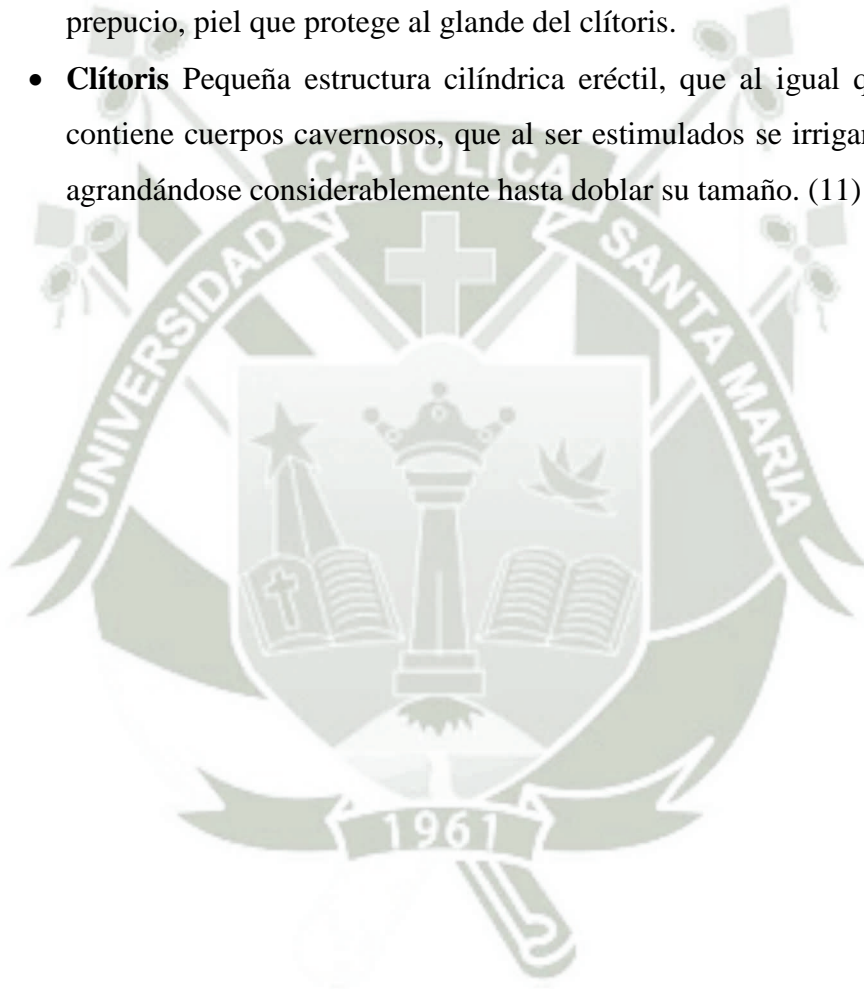 prepucio, piel que protege al glande del clítoris.
• Clítoris Pequeña estructura cilíndrica eréctil, que al igual
contiene cuerpos cavernosos, que al ser estimulados se
agrandándose considerablemente hasta doblar su tamaño. (11)
UNIVERSIDAD CATOLICA SANTA MARIA
1961